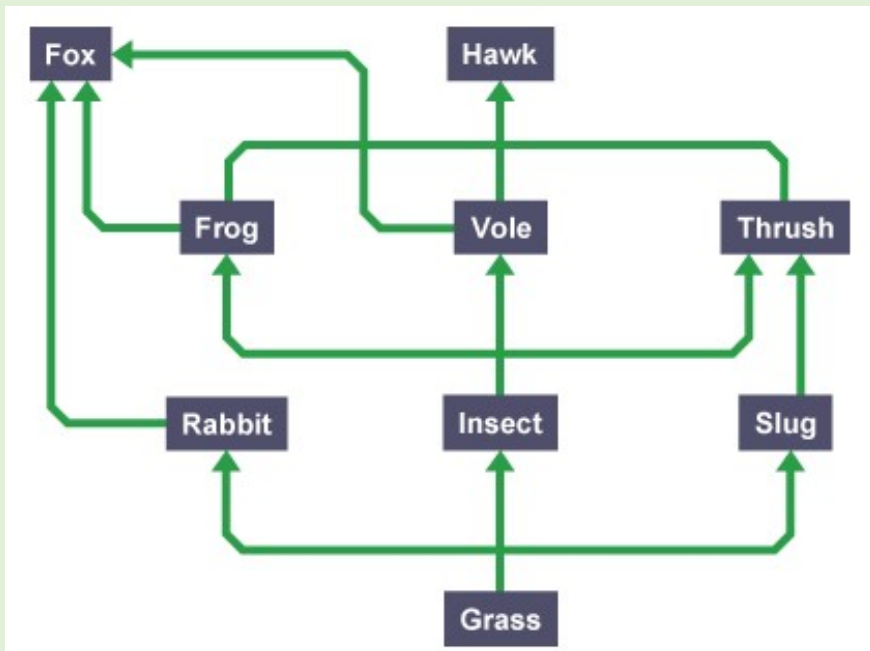 Fox
Hawk
Frog
Vole
Thrush
Rabbit
Insect
Slug
Grass